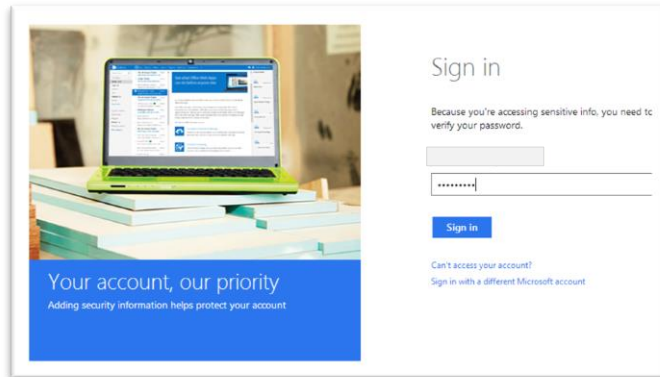 Sign in
Because you're accessing sensitive info, you need to
verify your password.
Sign in
Can't access your account?
Sign in with a different Microsoft account
Your account, our priority
Adding security information helps protect your account